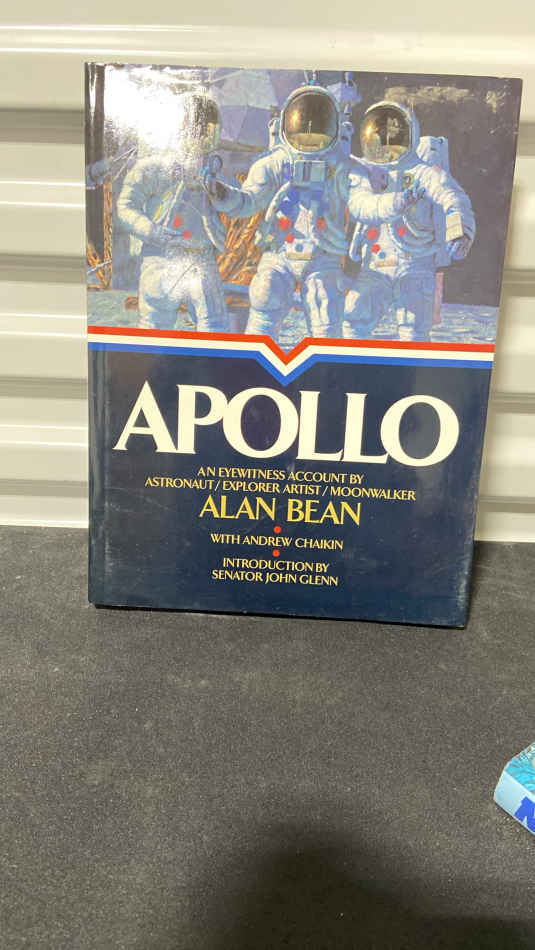 APOLLO
AN EYEWITNESS ACCOUNT BY
ASTRONAUT/EXPLORER ARTIST/MOONWALKER
ALAN BEAN
WITH ANDREW CHAIKIN
INTRODUCTION BY
SENATOR JOHN GLENN